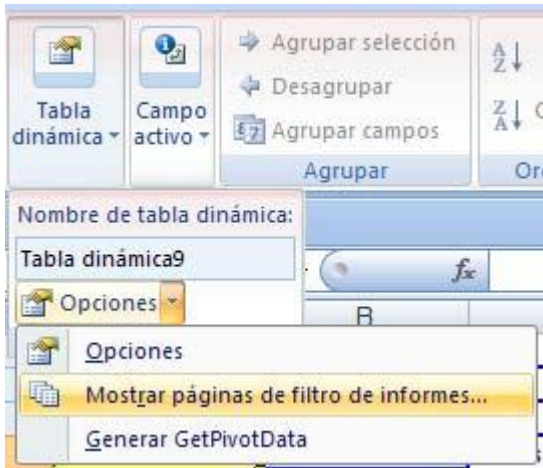 Tabla
dinámica
Campo
activo
Agrupar selección
Desagrupar
Agrupar campos
Agrupar
A
Z
Z
A
Nombre de tabla dinámica:
Tabla dinámica9
fx
Opciones
B
Opciones
Mostrar páginas de filtro de informes...
Generar GetPivotData